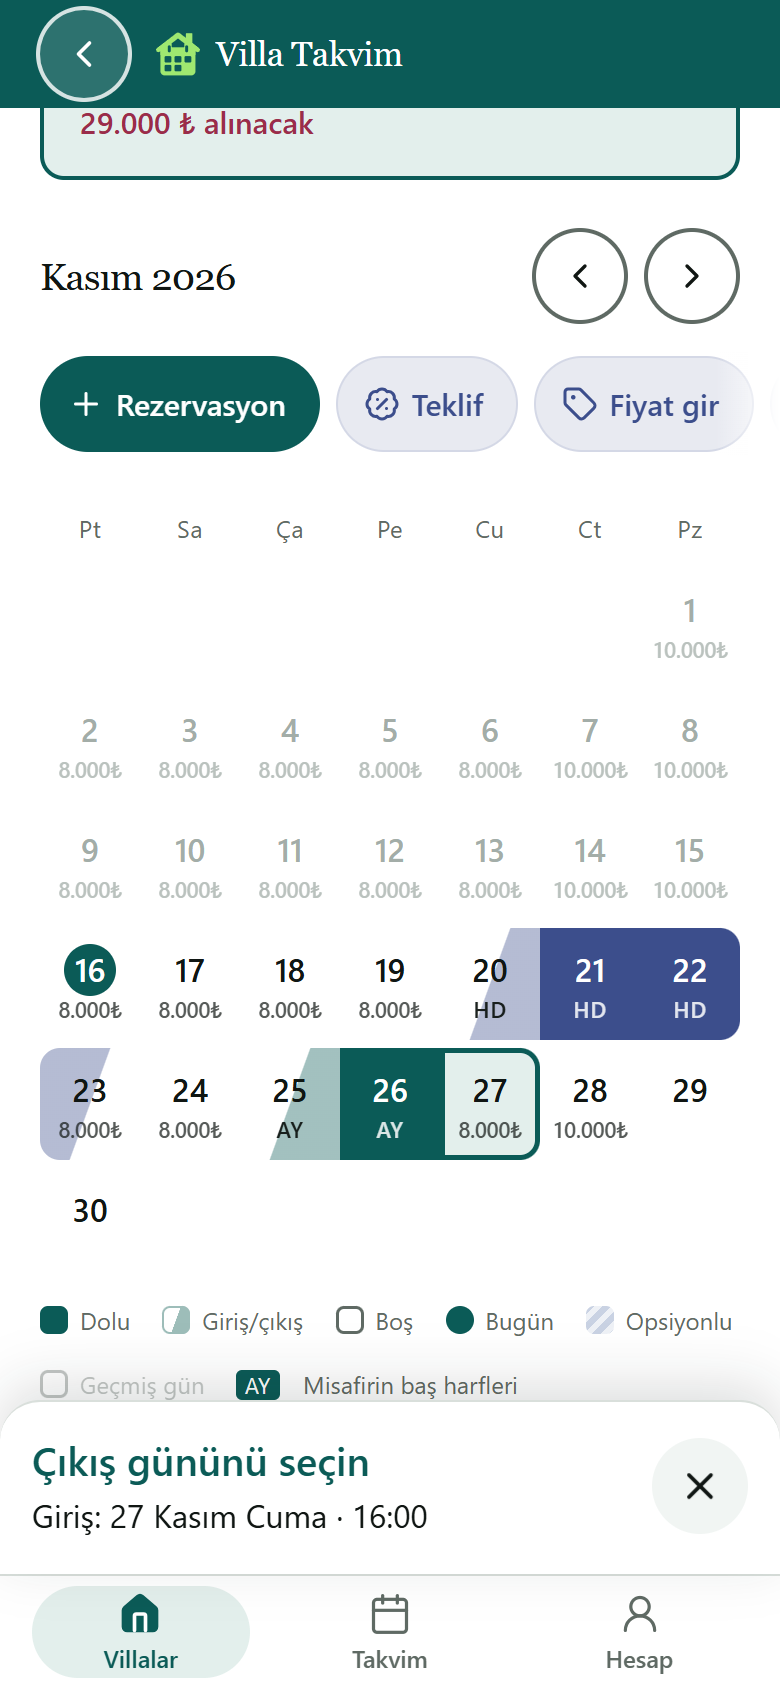 Villa Takvim
29.000 ₺ alınacak
Kasım 2026
Rezervasyon
Teklif
Fiyat gir
Pt Sa Ça Pe Cu Ct Pz
1
10.000₺
2 3 4 5 6 7 8
8.000₺ 8.000₺ 8.000₺ 8.000₺ 8.000₺ 10.000₺ 10.000₺
9 10 11 12 13 14 15
8.000₺ 8.000₺ 8.000₺ 8.000₺ 8.000₺ 10.000₺ 10.000₺
16 17 18 19 20 21 22
8.000₺ 8.000₺ 8.000₺ 8.000₺ HD HD HD
23 24 25 26 27 28 29
8.000₺ 8.000₺ AY AY 8.000₺ 10.000₺
30
Dolu Giriş/çıkış Boş Bugün Opsiyonlu
Geçmiş gün AY Misafirin baş harfleri
Çıkış gününü seçin
Giriş: 27 Kasım Cuma · 16:00
Villalar Takvim Hesap